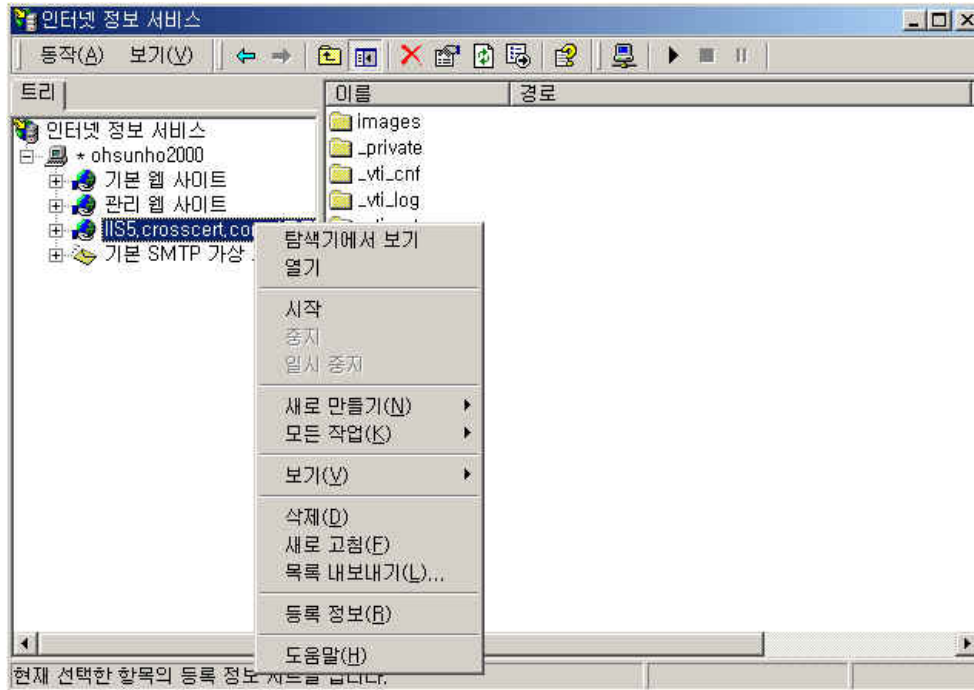 인터넷 정보 서비스
동작(A) 보기(V)
트리
이름 경로
인터넷 정보 서비스
* ohsunho2000
기본 웹 사이트
관리 웹 사이트
IIS5.crosscert.co
기본 SMTP 가상
images
_private
_vti_cnf
_vti_log
탐색기에서 보기
열기
시작
중지
일시 중지
새로 만들기(N)
모든 작업(K)
보기(V)
삭제(D)
새로 고침(F)
목록 내보내기(L)...
등록 정보(R)
도움말(H)
현재 선택한 항목의 등록 정보